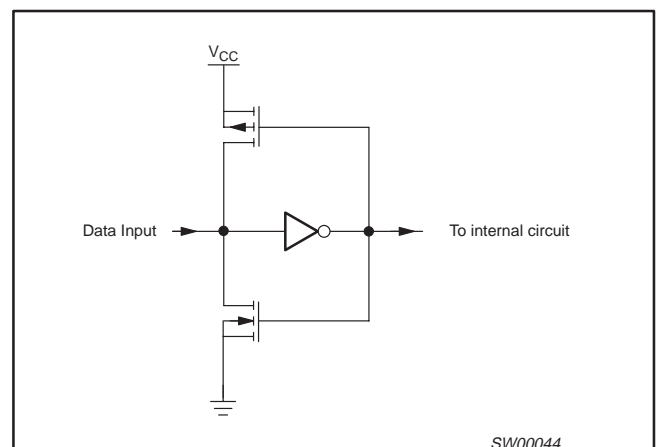 VCC
Data Input
To internal circuit
SW00044